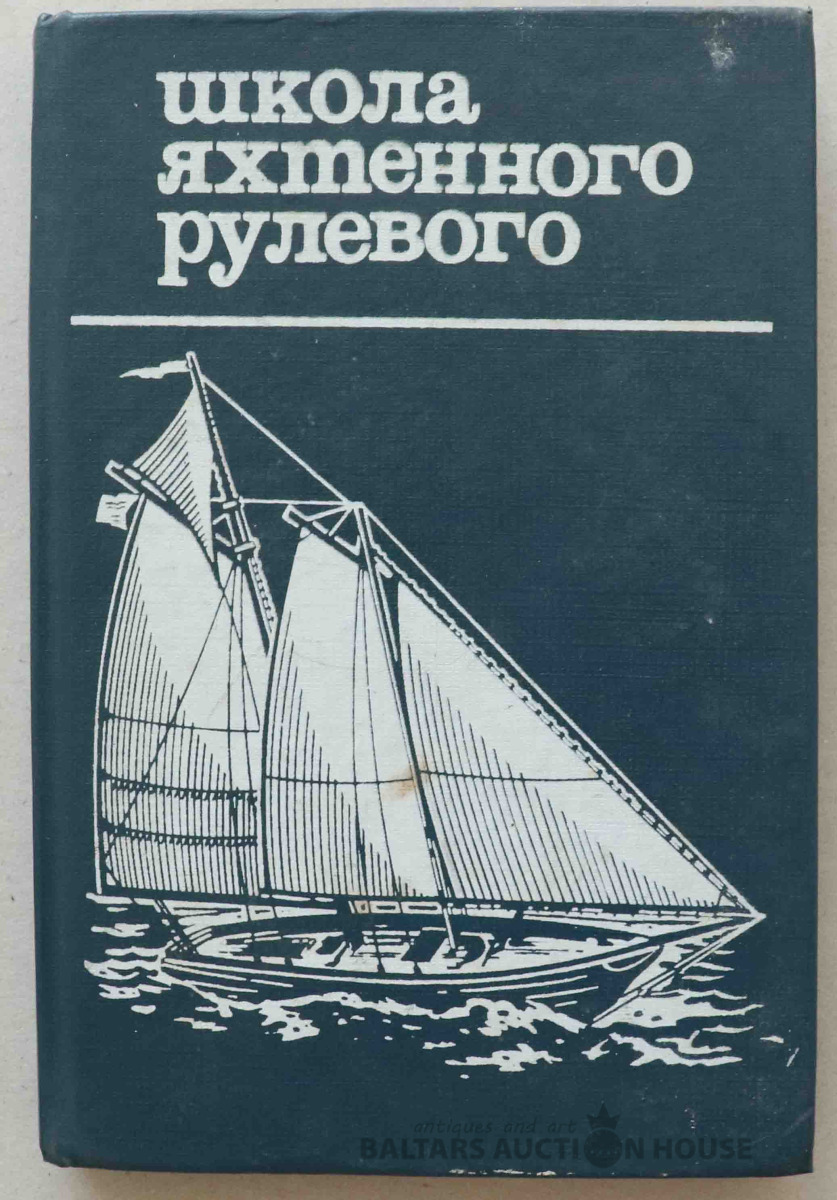 школа
яхтенного
рулевого
antiques and art
BALTARS AUCTION HOUSE